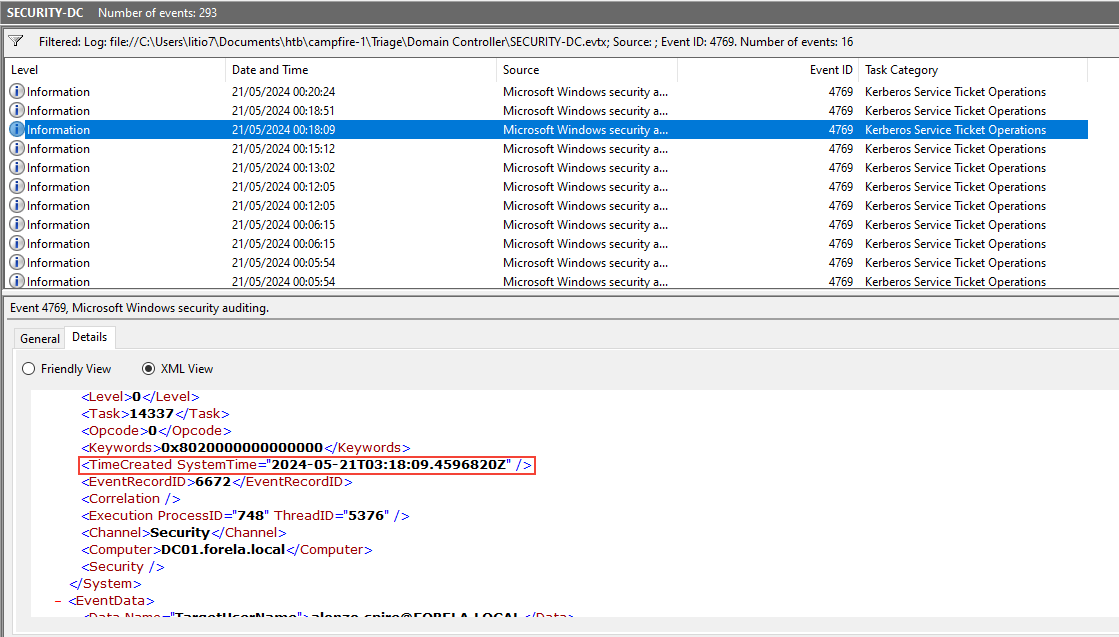 SECURITY-DC Number of events: 293
Filtered: Log: file://C:\Users\litio7\Documents\htb\campfire-1\Triage\Domain Controller\SECURITY-DC.evtx; Source: ; Event ID: 4769. Number of events: 16
Level Date and Time Source Event ID Task Category
Information 21/05/2024 00:20:24 Microsoft Windows security a... 4769 Kerberos Service Ticket Operations
Information 21/05/2024 00:18:51 Microsoft Windows security a... 4769 Kerberos Service Ticket Operations
Information 21/05/2024 00:18:09 Microsoft Windows security a... 4769 Kerberos Service Ticket Operations
Information 21/05/2024 00:15:12 Microsoft Windows security a... 4769 Kerberos Service Ticket Operations
Information 21/05/2024 00:13:02 Microsoft Windows security a... 4769 Kerberos Service Ticket Operations
Information 21/05/2024 00:12:05 Microsoft Windows security a... 4769 Kerberos Service Ticket Operations
Information 21/05/2024 00:12:05 Microsoft Windows security a... 4769 Kerberos Service Ticket Operations
Information 21/05/2024 00:06:15 Microsoft Windows security a... 4769 Kerberos Service Ticket Operations
Information 21/05/2024 00:06:15 Microsoft Windows security a... 4769 Kerberos Service Ticket Operations
Information 21/05/2024 00:05:54 Microsoft Windows security a... 4769 Kerberos Service Ticket Operations
Information 21/05/2024 00:05:54 Microsoft Windows security a... 4769 Kerberos Service Ticket Operations
Event 4769, Microsoft Windows security auditing.
General Details
Friendly View XML View
<Level>0</Level>
<Task>14337</Task>
<Opcode>0</Opcode>
<Keywords>0x8020000000000000</Keywords>
<TimeCreated SystemTime="2024-05-21T03:18:09.4596820Z" />
<EventRecordID>6672</EventRecordID>
<Correlation />
<Execution ProcessID="748" ThreadID="5376" />
<Channel>Security</Channel>
<Computer>DC01.forela.local</Computer>
<Security />
</System>
- <EventData>
<Data Name="TargetUserName">alonzo.spire@FORELA.LOCAL</Data>